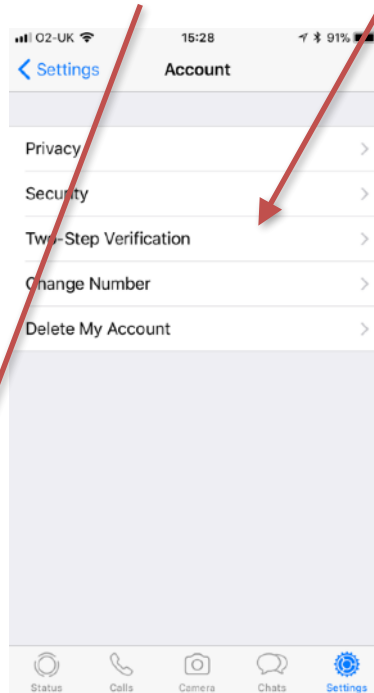 O2-UK 15:28 91%
Settings Account
Privacy
Security
Two-Step Verification
Change Number
Delete My Account
Status Calls Camera Chats Settings